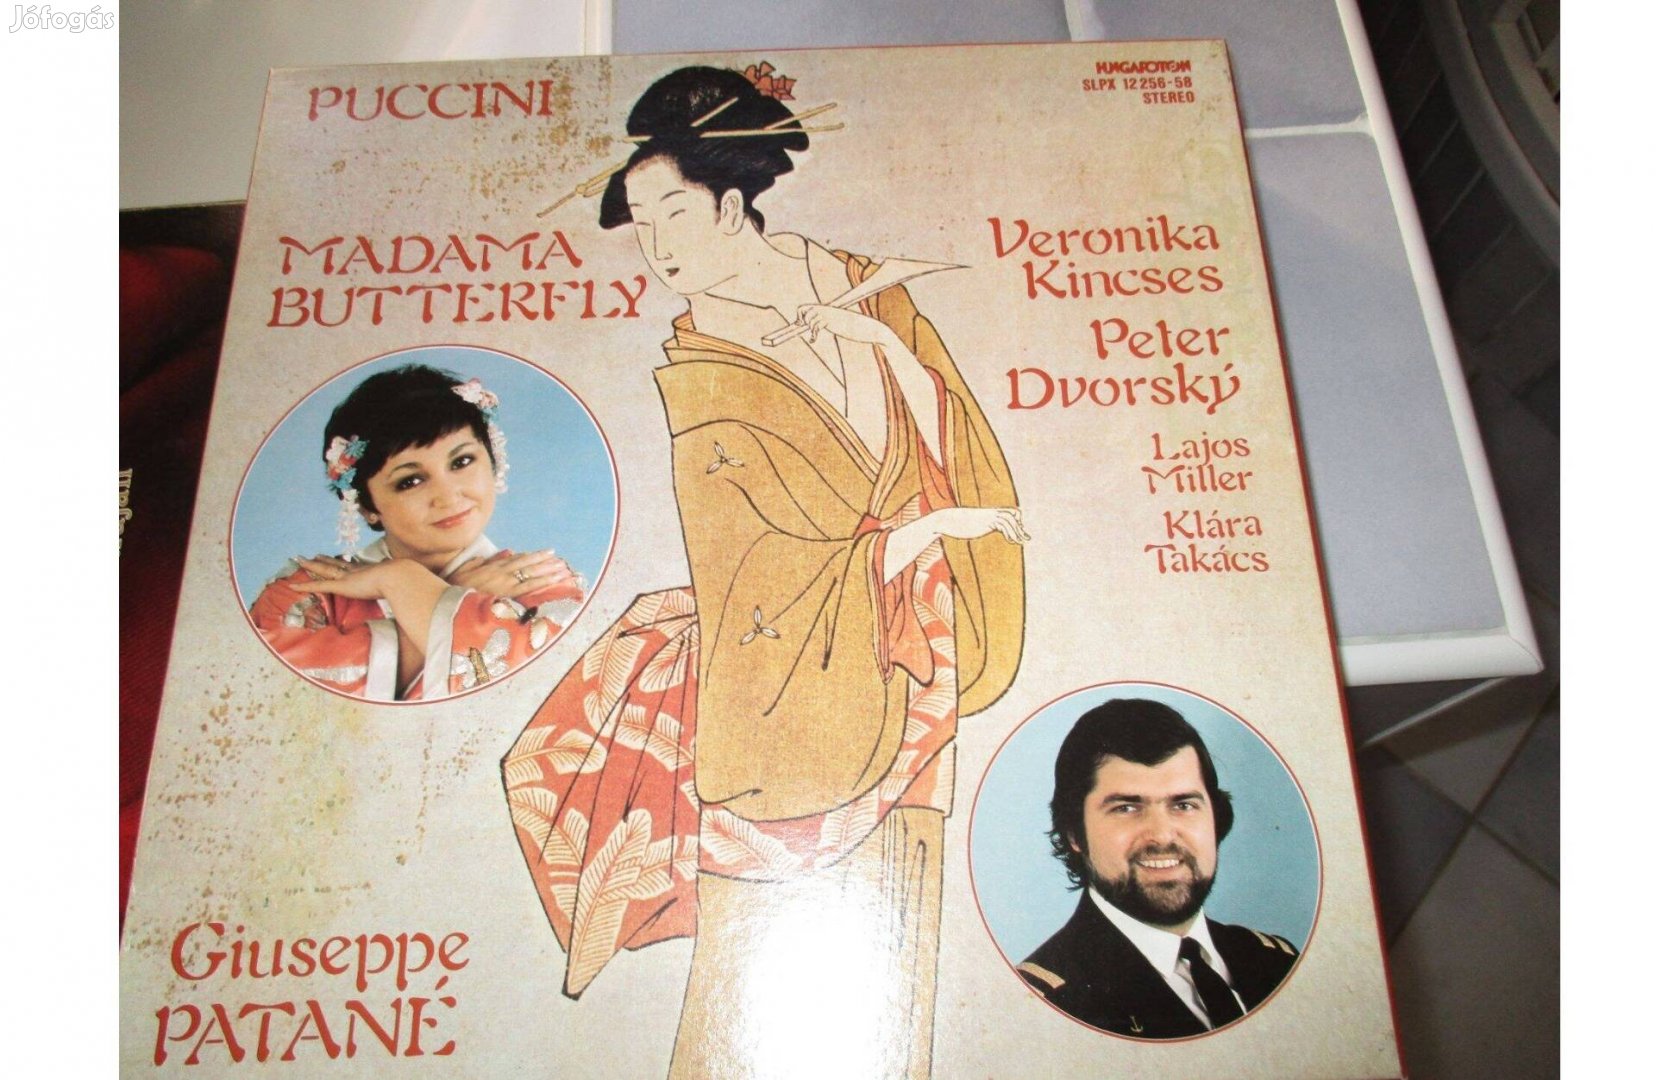 Jófogás
HUNGAROTON
SLPX 12256-58
STEREO
PUCCINI
MADAMA
BUTTERFLY
Veronika
Kincses
Peter
Dvorský
Lajos
Miller
Klára
Takács
Giuseppe
PATANÉ